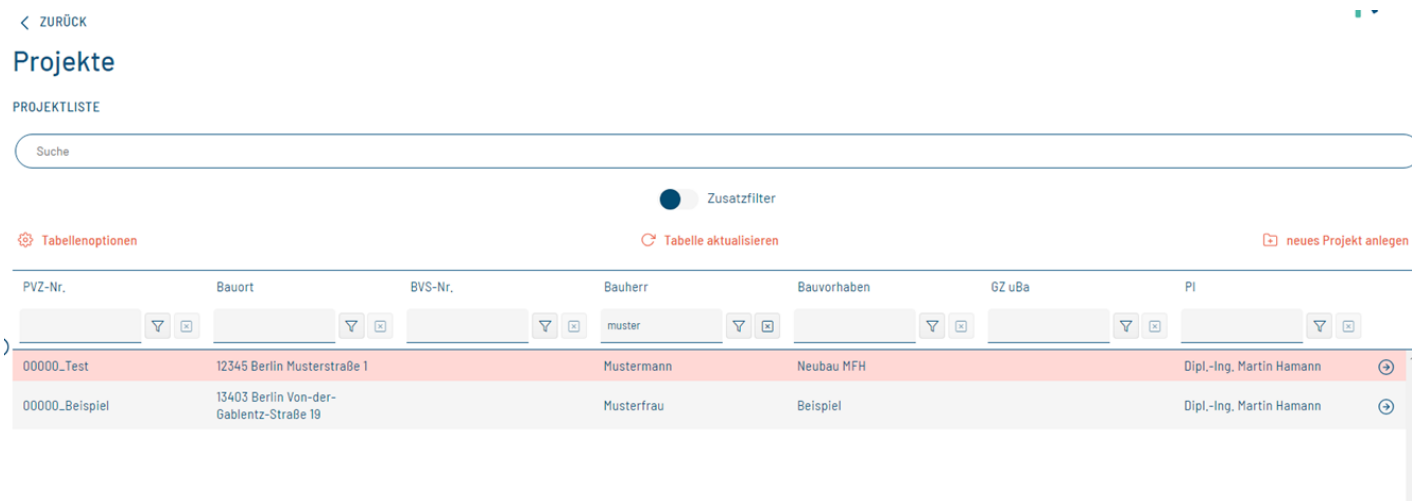 ZURÜCK
Projekte
PROJEKTLISTE
Suche
Zusatzfilter
Tabellenoptionen Tabelle aktualisieren neues Projekt anlegen
PVZ-Nr. Bauort BVS-Nr. Bauherr Bauvorhaben GZ uBa PI
muster
00000_Test 12345 Berlin Musterstraße 1 Mustermann Neubau MFH Dipl.-Ing. Martin Hamann
00000_Beispiel 13403 Berlin Von-der-
Gablentz-Straße 19 Musterfrau Beispiel Dipl.-Ing. Martin Hamann